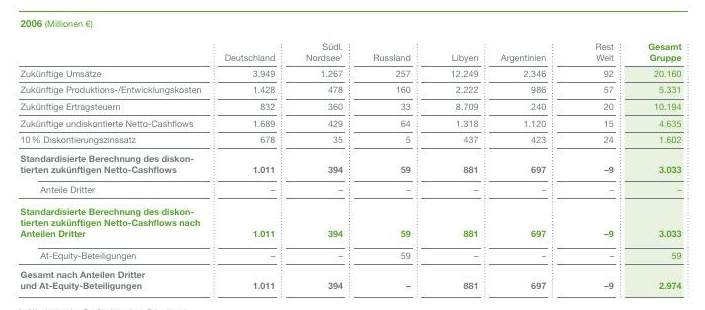 2006 (Millionen €)
Deutschland Südl. Nordsee¹ Russland Libyen Argentinien Rest Welt Gesamt Gruppe
Zukünftige Umsätze 3.949 1.267 257 12.249 2.346 92 20.160
Zukünftige Produktions-/Entwicklungskosten 1.428 478 160 2.222 986 57 5.331
Zukünftige Ertragsteuern 832 360 33 8.709 240 20 10.194
Zukünftige undiskontierte Netto-Cashflows 1.689 429 64 1.318 1.120 15 4.635
10 % Diskontierungszinssatz 678 35 5 437 423 24 1.602
Standardisierte Berechnung des diskon-
tierten zukünftigen Netto-Cashflows 1.011 394 59 881 697 –9 3.033
Anteile Dritter – – – – – – –
Standardisierte Berechnung des diskon-
tierten zukünftigen Netto-Cashflows nach
Anteilen Dritter 1.011 394 59 881 697 –9 3.033
At-Equity-Beteiligungen – – 59 – – – 59
Gesamt nach Anteilen Dritter
und At-Equity-Beteiligungen 1.011 394 – 881 697 –9 2.974